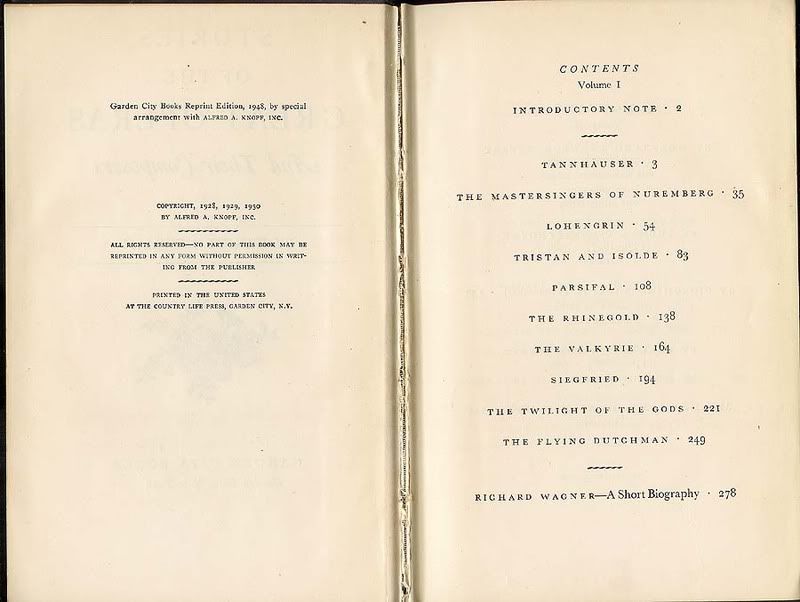 Garden City Books Reprint Edition, 1948, by special
arrangement with ALFRED A. KNOPF, INC.
COPYRIGHT, 1928, 1929, 1930
BY ALFRED A. KNOPF, INC.
ALL RIGHTS RESERVED—NO PART OF THIS BOOK MAY BE
REPRINTED IN ANY FORM WITHOUT PERMISSION IN WRIT-
ING FROM THE PUBLISHER
PRINTED IN THE UNITED STATES
AT THE COUNTRY LIFE PRESS, GARDEN CITY, N.Y.
CONTENTS
Volume I
INTRODUCTORY NOTE · 2
TANNHÄUSER · 3
THE MASTERSINGERS OF NUREMBERG · 35
LOHENGRIN · 54
TRISTAN AND ISOLDE · 83
PARSIFAL · 108
THE RHINEGOLD · 138
THE VALKYRIE · 164
SIEGFRIED · 194
THE TWILIGHT OF THE GODS · 221
THE FLYING DUTCHMAN · 249
RICHARD WAGNER—A Short Biography · 278